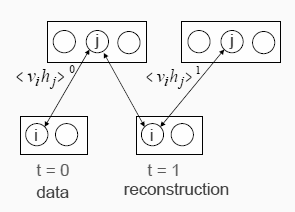 j
j
< v_i h_j >^0
< v_i h_j >^1
i
i
t = 0
t = 1
data
reconstruction